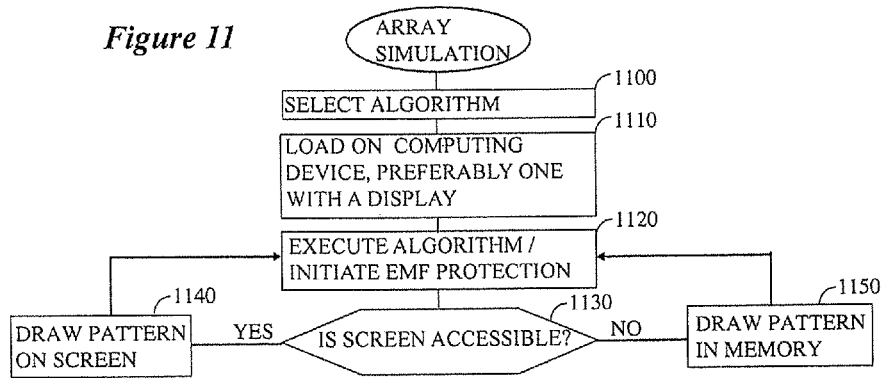 Figure 11
ARRAY
SIMULATION
1100
SELECT ALGORITHM
1110
LOAD ON COMPUTING
DEVICE, PREFERABLY ONE
WITH A DISPLAY
1120
EXECUTE ALGORITHM /
INITIATE EMF PROTECTION
1130
IS SCREEN ACCESSIBLE?
YES
NO
1140
DRAW PATTERN
ON SCREEN
1150
DRAW PATTERN
IN MEMORY